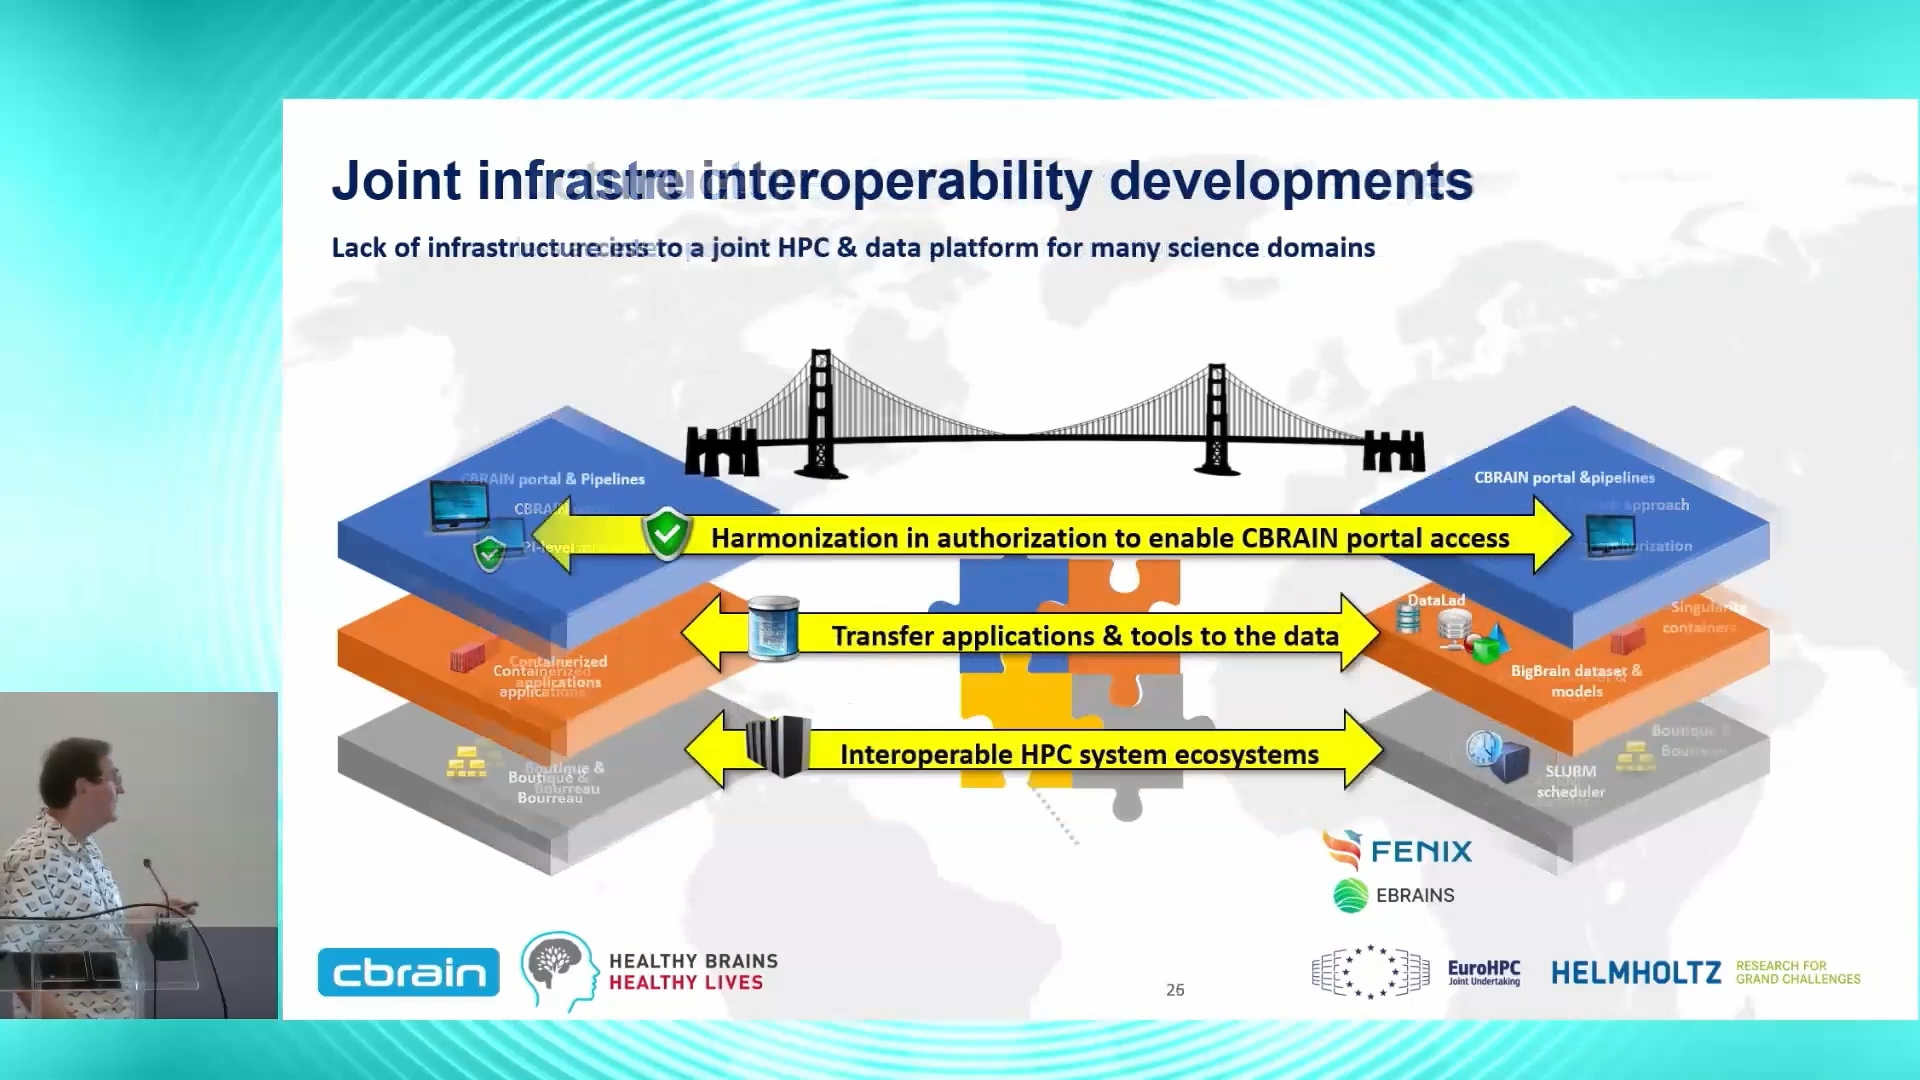 Joint infrastre interoperability developments
Lack of infrastructure to a joint HPC & data platform for many science domains
CBRAIN portal & Pipelines
CBRAIN
PI-level
CBRAIN portal &pipelines
approach
authorization
Harmonization in authorization to enable CBRAIN portal access
DataLad
Singularity
containers
Transfer applications & tools to the data
Containerized
applications
BigBrain dataset &
models
Interoperable HPC system ecosystems
Boutique &
Bourreau
Boutique &
Bourreau
SLURM
scheduler
FENIX
EBRAINS
cbrain
HEALTHY BRAINS
HEALTHY LIVES
26
EuroHPC
Joint Undertaking
HELMHOLTZ
RESEARCH FOR
GRAND CHALLENGES